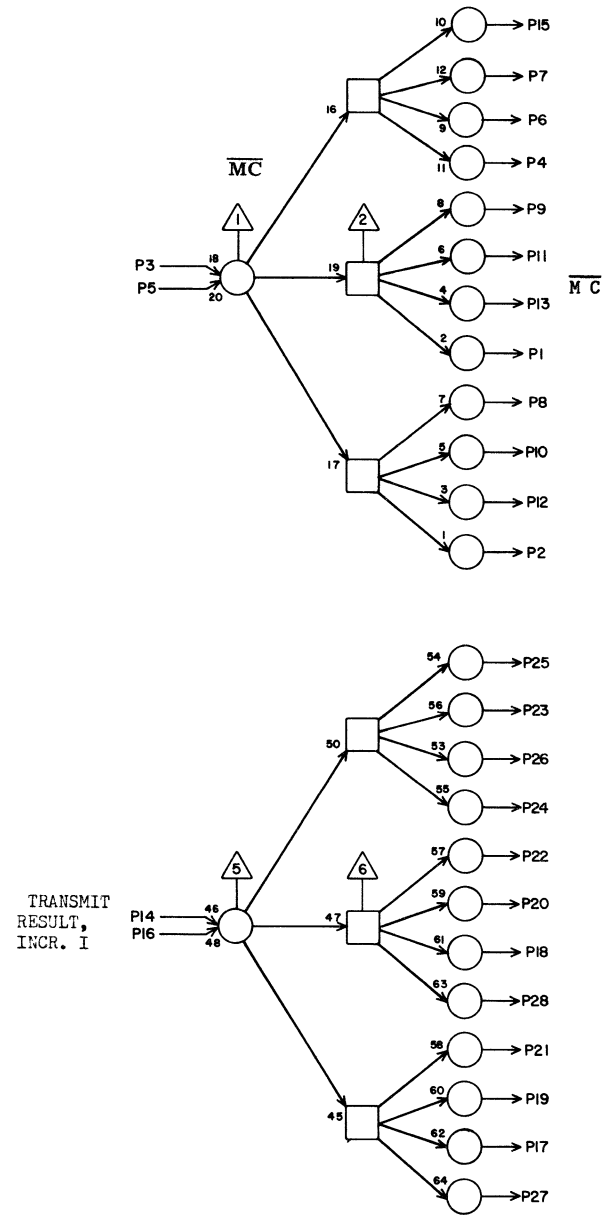 10 P15
12 P7
16 9 P6
11 P4
M̅C̅
1 2 8 P9
P3 18 19 6 P11
P5 20 4 P13 M̅ C̅
2 P1
7 P8
17 5 P10
3 P12
1 P2
54 P25
56 P23
50 53 P26
55 P24
5 6 57 P22
TRANSMIT
RESULT,
INCR. I
P14 46 47 59 P20
P16 48 61 P18
63 P28
58 P21
45 60 P19
62 P17
64 P27